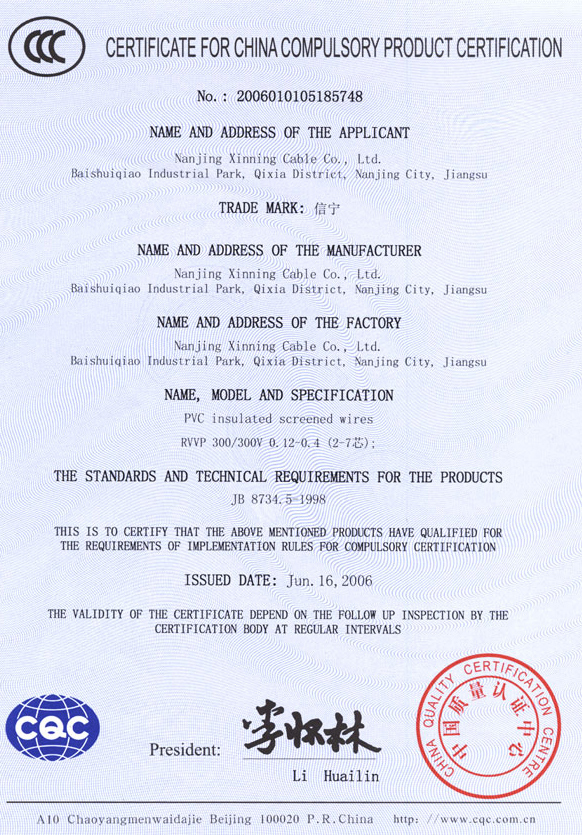 CCC CERTIFICATE FOR CHINA COMPULSORY PRODUCT CERTIFICATION
No.: 2006010105185748
NAME AND ADDRESS OF THE APPLICANT
Nanjing Xinning Cable Co., Ltd.
Baishuiqiao Industrial Park, Qixia District, Nanjing City, Jiangsu
TRADE MARK: 信宁
NAME AND ADDRESS OF THE MANUFACTURER
Nanjing Xinning Cable Co., Ltd.
Baishuiqiao Industrial Park, Qixia District, Nanjing City, Jiangsu
NAME AND ADDRESS OF THE FACTORY
Nanjing Xinning Cable Co., Ltd.
Baishuiqiao Industrial Park, Qixia District, Nanjing City, Jiangsu
NAME, MODEL AND SPECIFICATION
PVC insulated screened wires
RVVP 300/300V 0.12-0.4 (2-7芯);
THE STANDARDS AND TECHNICAL REQUIREMENTS FOR THE PRODUCTS
JB 8734.5-1998
THIS IS TO CERTIFY THAT THE ABOVE MENTIONED PRODUCTS HAVE QUALIFIED FOR
THE REQUIREMENTS OF IMPLEMENTATION RULES FOR COMPULSORY CERTIFICATION
ISSUED DATE: Jun. 16, 2006
THE VALIDITY OF THE CERTIFICATE DEPEND ON THE FOLLOW UP INSPECTION BY THE
CERTIFICATION BODY AT REGULAR INTERVALS
CQC
President: 李怀林
Li Huailin
CHINA QUALITY CERTIFICATION CENTRE
中国质量认证中心
A10 Chaoyangmenwaidajie Beijing 100020 P.R.China http://www.cqc.com.cn